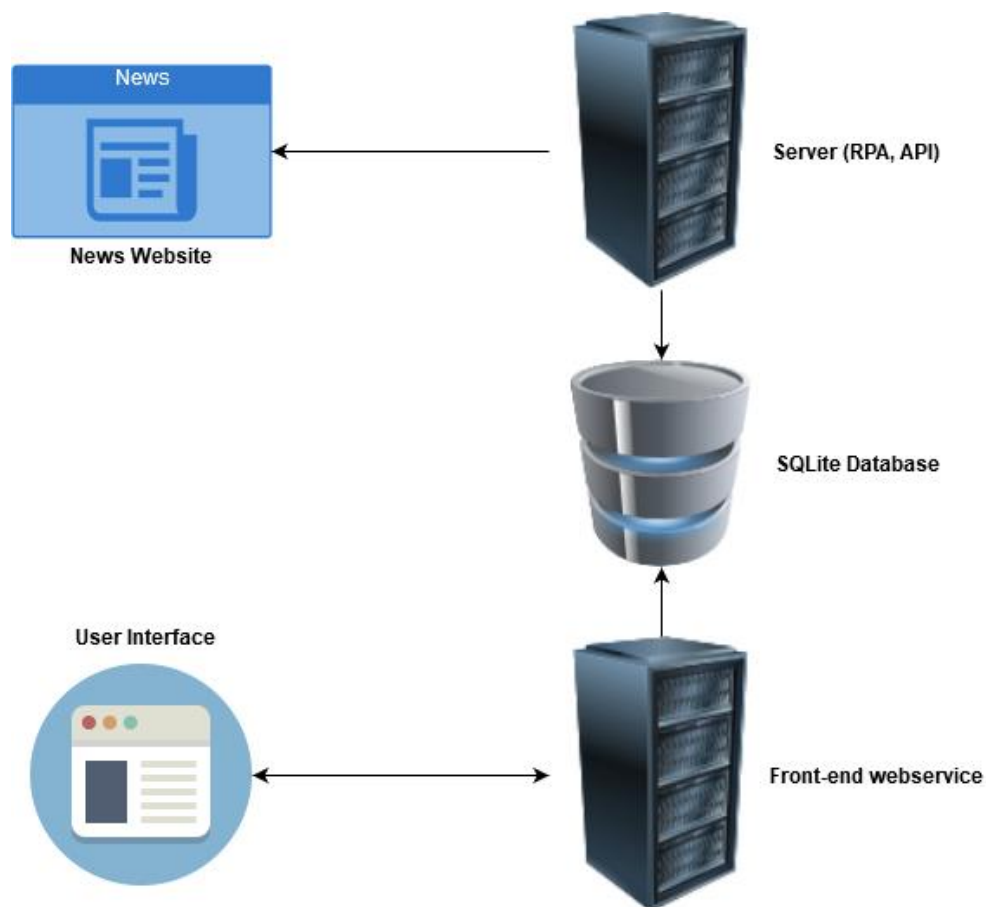 News
News Website
Server (RPA, API)
SQLite Database
User Interface
Front-end webservice